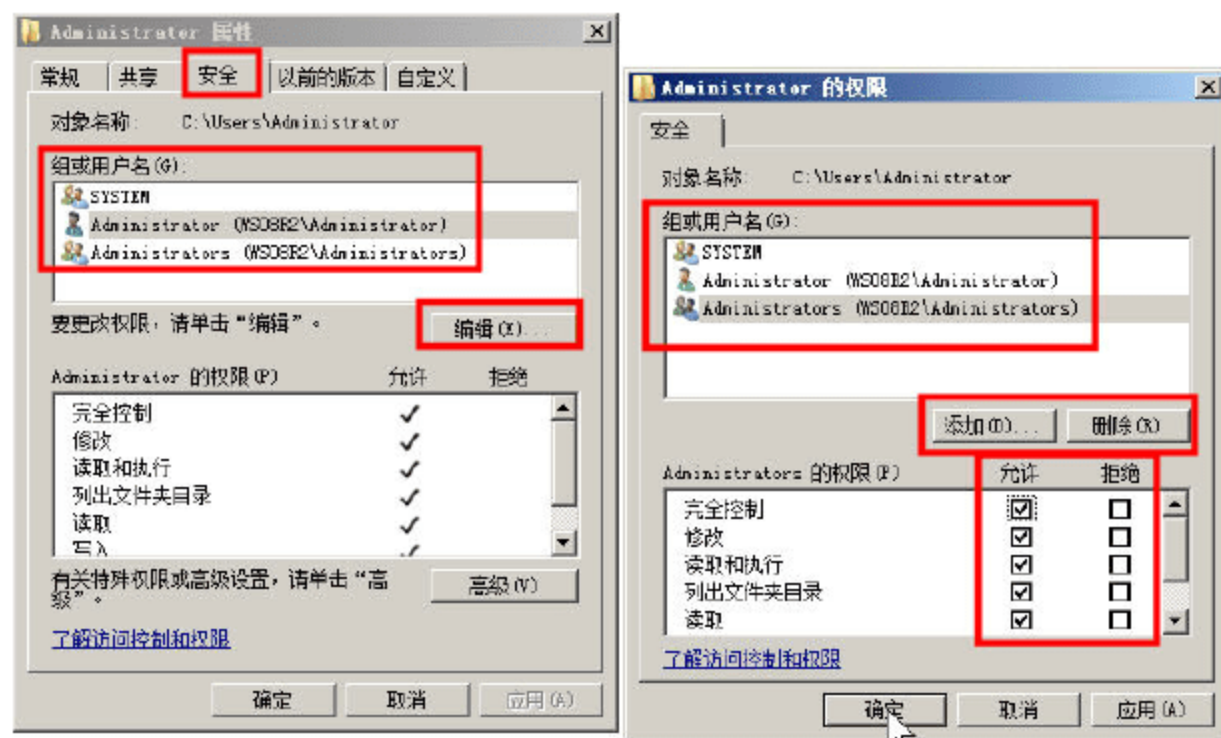 Administrator 属性
常规
共享
安全
以前的版本
自定义
对象名称: C:\Users\Administrator
组或用户名(G):
SYSTEM
Administrator (WS08R2\Administrator)
Administrators (WS08R2\Administrators)
要更改权限，请单击“编辑”。
编辑(X)...
Administrator 的权限(P) 允许 拒绝
完全控制
修改
读取和执行
列出文件夹目录
读取
写入
有关特殊权限或高级设置，请单击“高
级”。
高级(V)
了解访问控制和权限
确定
取消
应用(A)
Administrator 的权限
安全
对象名称: C:\Users\Administrator
组或用户名(G):
SYSTEM
Administrator (WS08R2\Administrator)
Administrators (WS08R2\Administrators)
添加(D)...
删除(R)
Administrators 的权限(P) 允许 拒绝
完全控制
修改
读取和执行
列出文件夹目录
读取
了解访问控制和权限
确定
取消
应用(A)